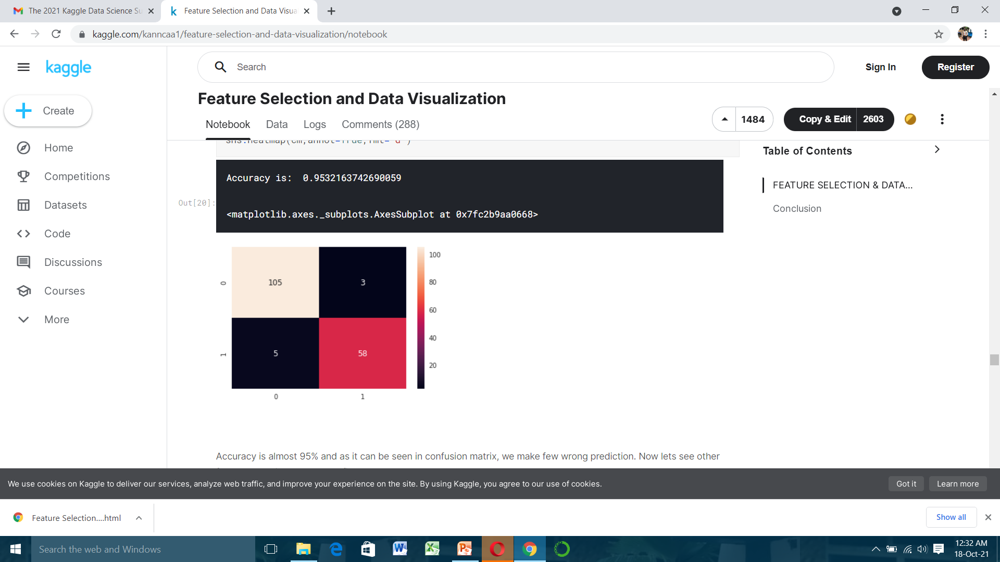 The 2021 Kaggle Data Science Su
Feature Selection and Data Visua
kaggle.com/kanncaa1/feature-selection-and-data-visualization/notebook
kaggle
Search
Sign In
Register
Create
Feature Selection and Data Visualization
Notebook Data Logs Comments (288)
1484
Copy & Edit 2603
Home
Competitions
Datasets
Code
Discussions
Courses
More
sns.heatmap(cm,annot=True,fmt="d")
Accuracy is:  0.9532163742690059
Out[20]:
<matplotlib.axes._subplots.AxesSubplot at 0x7fc2b9aa0668>
Table of Contents
FEATURE SELECTION & DATA...
Conclusion
105 3
5 58
0
1
0 1
100
80
60
40
20
Accuracy is almost 95% and as it can be seen in confusion matrix, we make few wrong prediction. Now lets see other
We use cookies on Kaggle to deliver our services, analyze web traffic, and improve your experience on the site. By using Kaggle, you agree to our use of cookies.
Got it
Learn more
Feature Selection....html
Show all
Search the web and Windows
12:32 AM
18-Oct-21